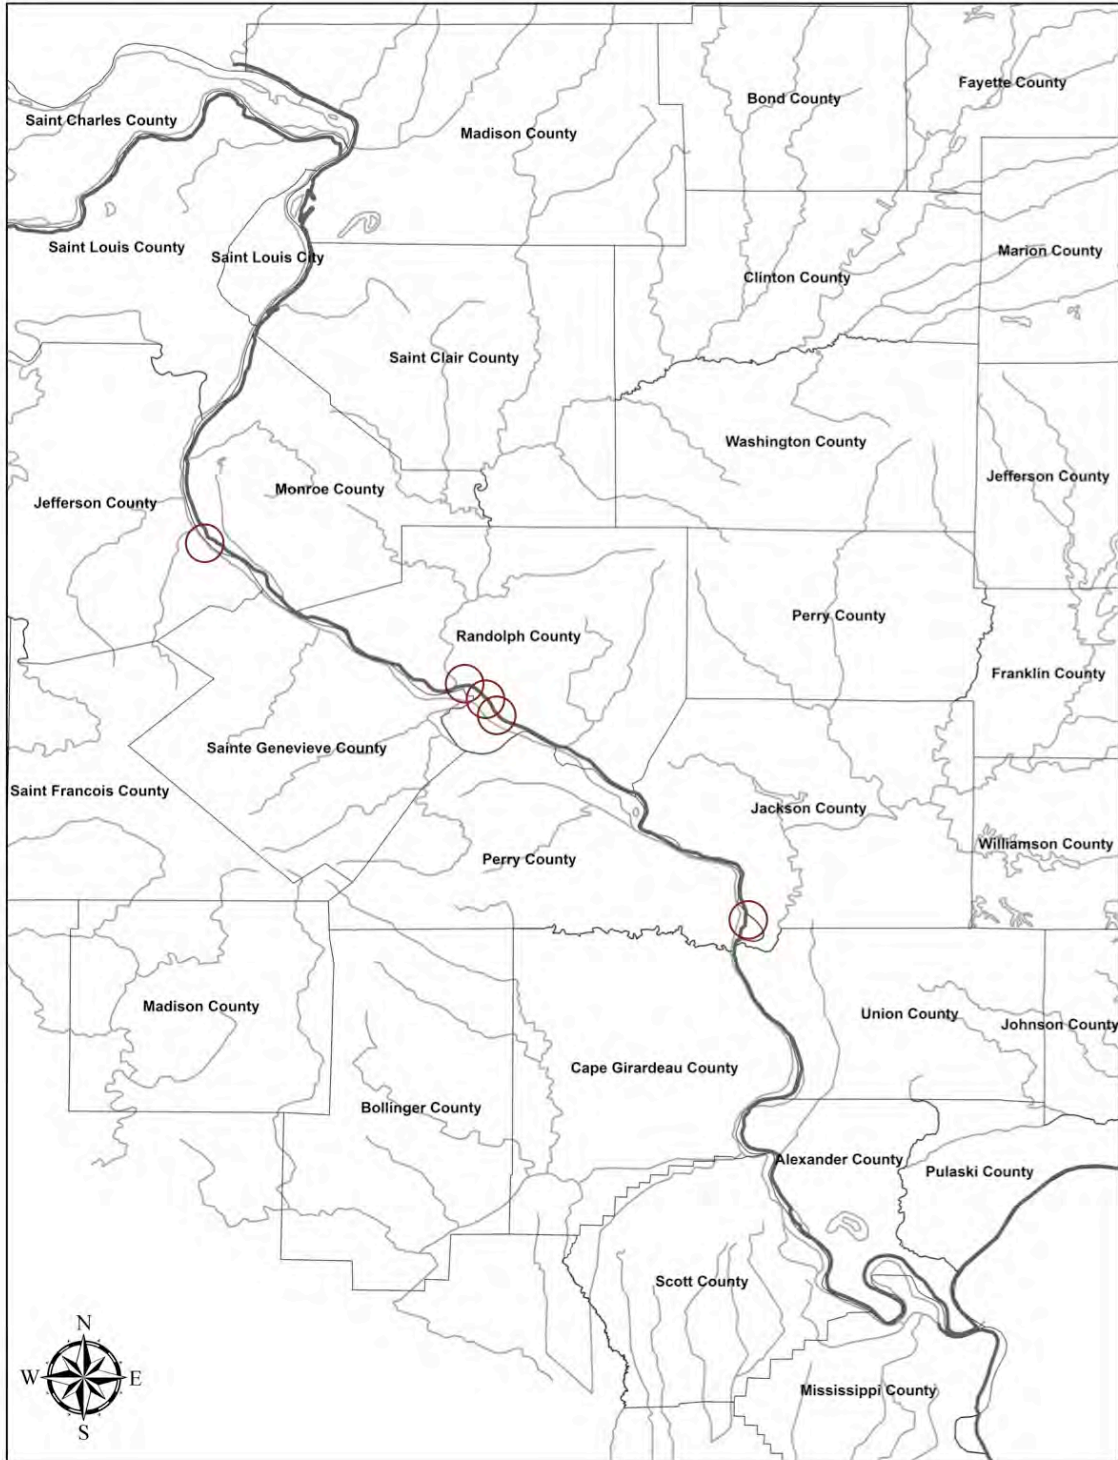 Fayette County
Bond County
Saint Charles County
Madison County
Saint Louis County
Saint Louis City
Marion County
Clinton County
Saint Clair County
Washington County
Jefferson County
Monroe County
Jefferson County
Perry County
Randolph County
Franklin County
Sainte Genevieve County
Saint Francois County
Jackson County
Williamson County
Perry County
Madison County
Union County
Johnson County
Cape Girardeau County
Bollinger County
Alexander County
Pulaski County
Scott County
N
W E
S
Mississippi County